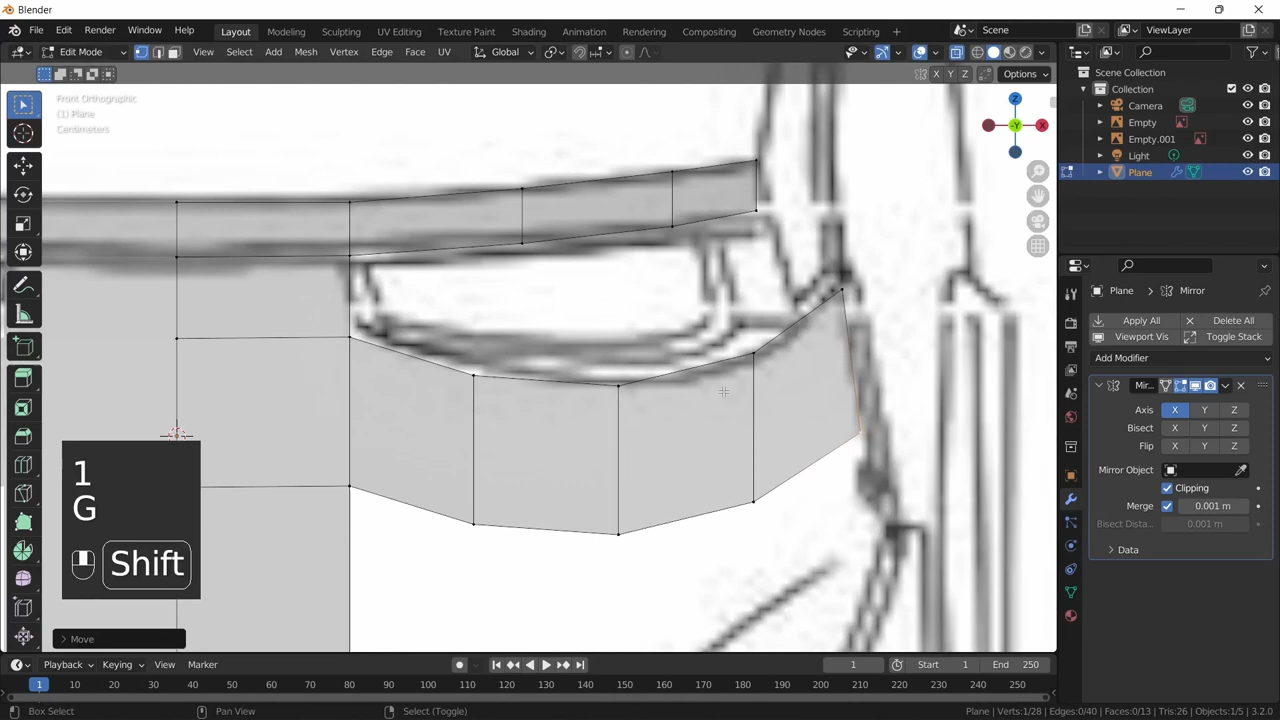 Blender
File Edit Render Window Help
Layout Modeling Sculpting UV Editing Texture Paint Shading Animation Rendering Compositing Geometry Nodes Scripting +
Scene
ViewLayer
Edit Mode
View Select Add Mesh Vertex Edge Face UV
Global
X Y Z
Options
Front Orthographic
(1) Plane
Centimeters
Z
-Y
X
1
G
Shift
Move
Scene Collection
Collection
Camera
Empty
Empty.001
Light
Plane
Plane > Mirror
Apply All
Delete All
Viewport Vis
Toggle Stack
Add Modifier
Mir...
Axis X Y Z
Bisect X Y Z
Flip X Y Z
Mirror Object
Clipping
Merge 0.001 m
Bisect Dista... 0.001 m
Data
Playback Keying View Marker
1
Start 1
End 250
1 10 20 30 40 50 60 70 80 90 100 110 120 130 140 150 160 170 180 190 200 210 220 230 240 250
Box Select
Pan View
Select (Toggle)
Plane | Verts:1/28 | Edges:0/40 | Faces:0/13 | Tris:26 | Objects:1/5 | 3.2.0